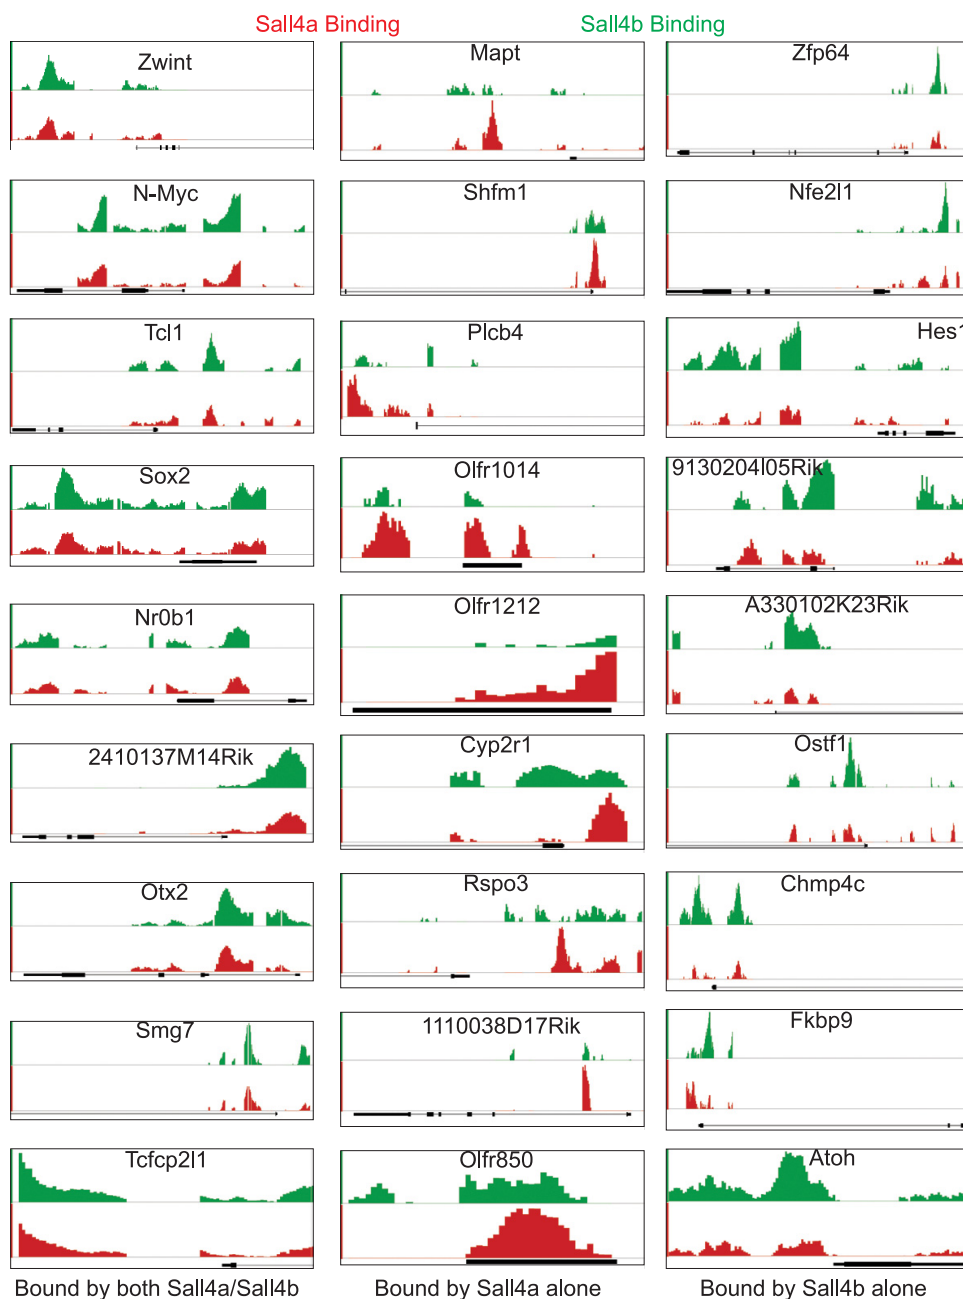 Sall4a Binding Sall4b Binding
Zwint Mapt Zfp64
N-Myc Shfm1 Nfe2l1
Tcl1 Plcb4 Hes1
Sox2 Olfr1014 9130204I05Rik
Nr0b1 Olfr1212 A330102K23Rik
2410137M14Rik Cyp2r1 Ostf1
Otx2 Rspo3 Chmp4c
Smg7 1110038D17Rik Fkbp9
Tcfcp2l1 Olfr850 Atoh
Bound by both Sall4a/Sall4b Bound by Sall4a alone Bound by Sall4b alone